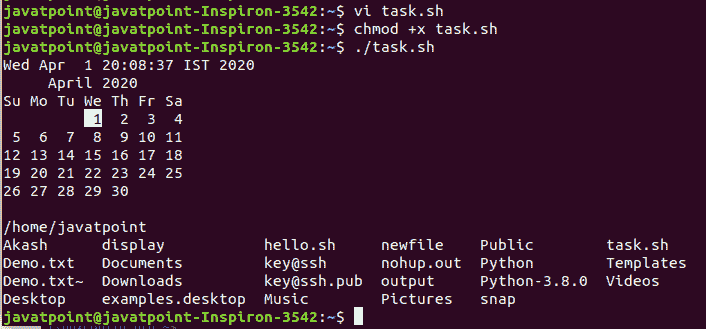 javatpoint@javatpoint-Inspiron-3542:~$ vi task.sh
javatpoint@javatpoint-Inspiron-3542:~$ chmod +x task.sh
javatpoint@javatpoint-Inspiron-3542:~$ ./task.sh
Wed Apr  1 20:08:37 IST 2020
     April 2020
Su Mo Tu We Th Fr Sa
          1  2  3  4
 5  6  7  8  9 10 11
12 13 14 15 16 17 18
19 20 21 22 23 24 25
26 27 28 29 30
/home/javatpoint
Akash      display           hello.sh     newfile    Public        task.sh
Demo.txt   Documents         key@ssh      nohup.out  Python        Templates
Demo.txt~  Downloads         key@ssh.pub  output     Python-3.8.0  Videos
Desktop    examples.desktop  Music        Pictures   snap
javatpoint@javatpoint-Inspiron-3542:~$